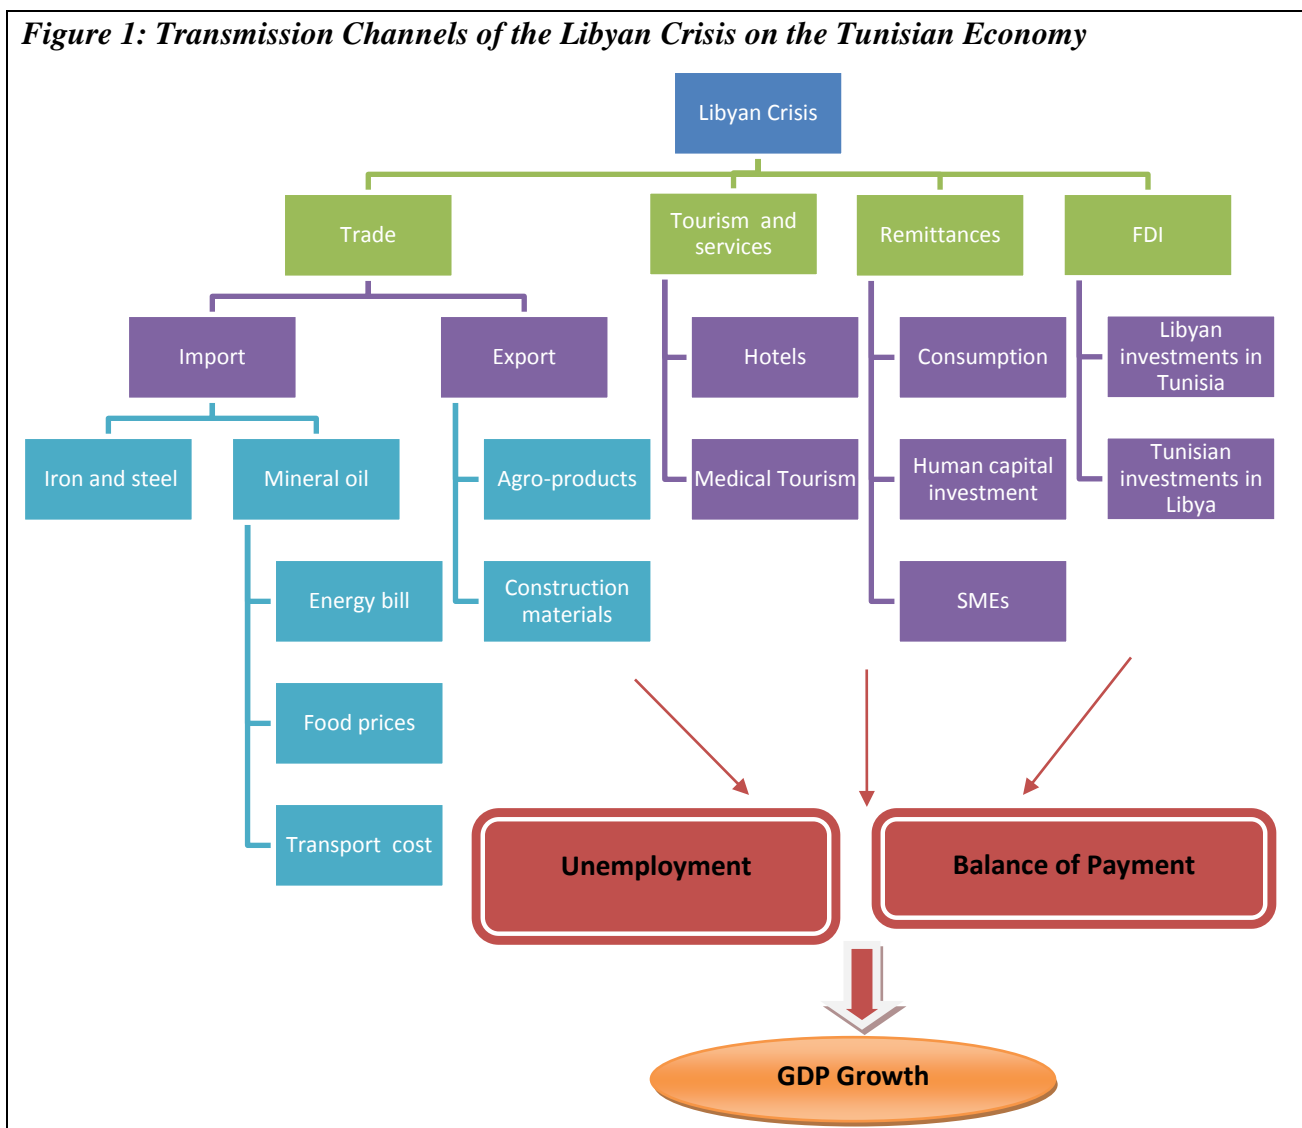 Figure 1: Transmission Channels of the Libyan Crisis on the Tunisian Economy
Libyan Crisis
Trade
Tourism and
services
Remittances
FDI
Import
Export
Hotels
Consumption
Libyan
investments in
Tunisia
Iron and steel
Mineral oil
Agro-products
Medical Tourism
Human capital
investment
Tunisian
investments in
Libya
Energy bill
Construction
materials
SMEs
Food prices
Transport cost
Unemployment
Balance of Payment
GDP Growth